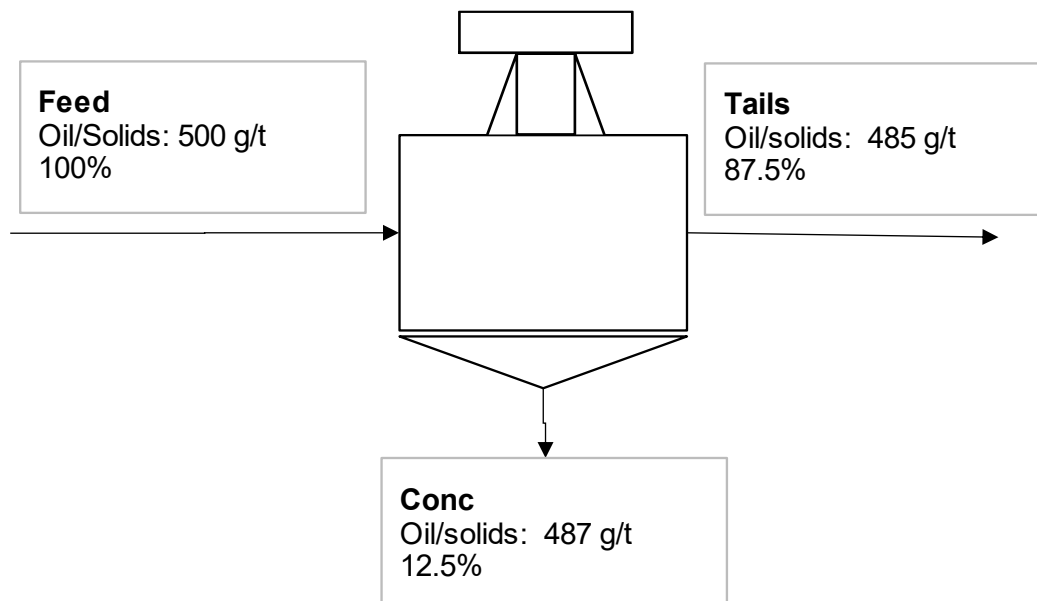 Feed
Oil/Solids: 500 g/t
100%
Tails
Oil/solids:  485 g/t
87.5%
Conc
Oil/solids:  487 g/t
12.5%